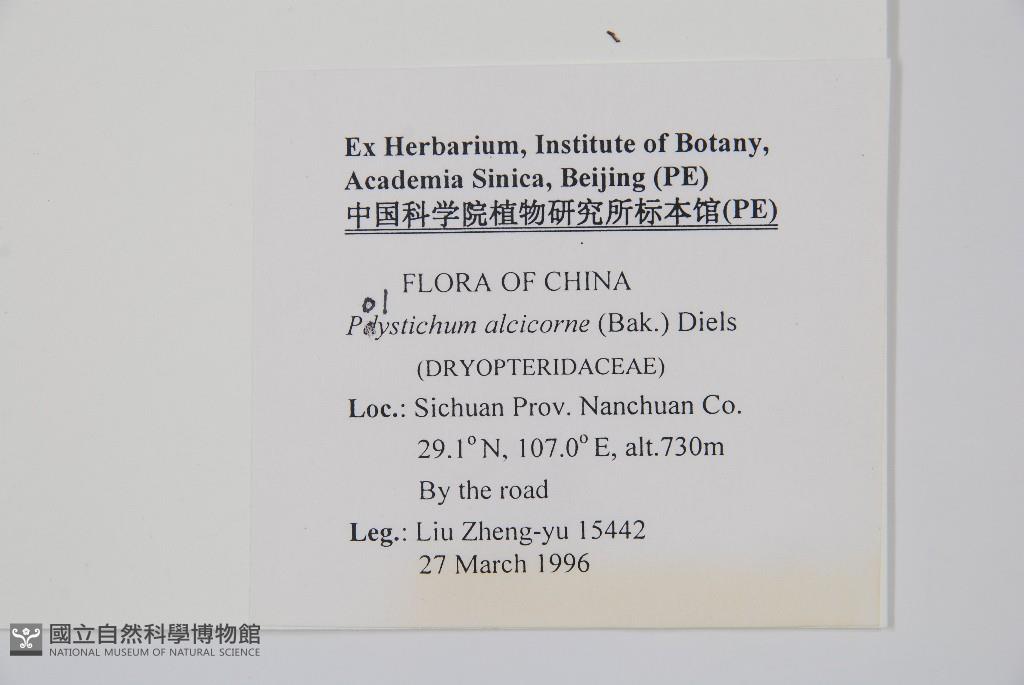 Ex Herbarium, Institute of Botany,
Academia Sinica, Beijing (PE)
中国科学院植物研究所标本馆(PE)
FLORA OF CHINA
Polystichum alcicorne (Bak.) Diels
(DRYOPTERIDACEAE)
Loc.: Sichuan Prov. Nanchuan Co.
29.1° N, 107.0° E, alt.730m
By the road
Leg.: Liu Zheng-yu 15442
27 March 1996
國立自然科學博物館
NATIONAL MUSEUM OF NATURAL SCIENCE